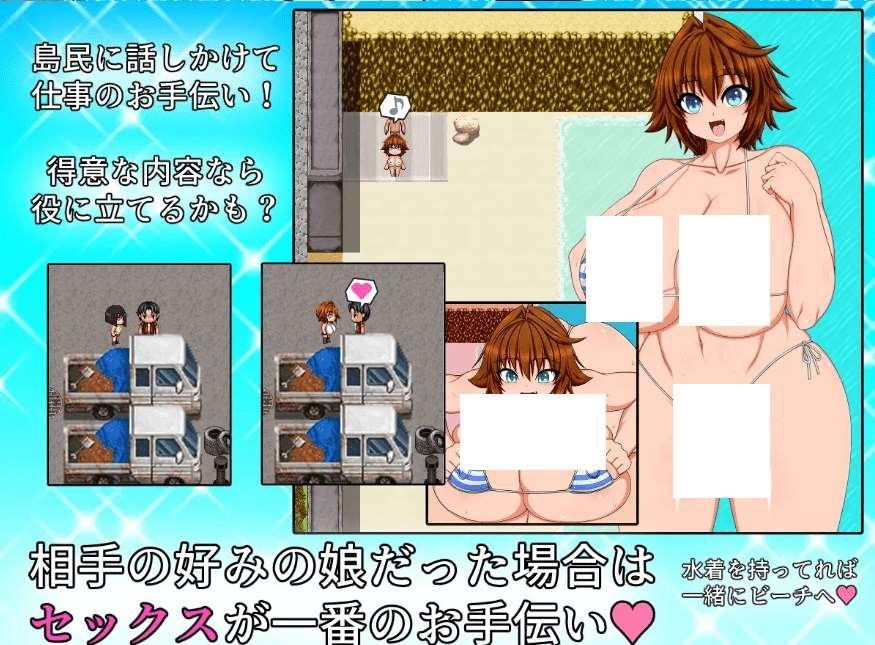 島民に話しかけて
仕事のお手伝い！
得意な内容なら
役に立てるかも？
相手の好みの娘だった場合は
セックスが一番のお手伝い♥
水着を持ってれば
一緒にビーチへ♥